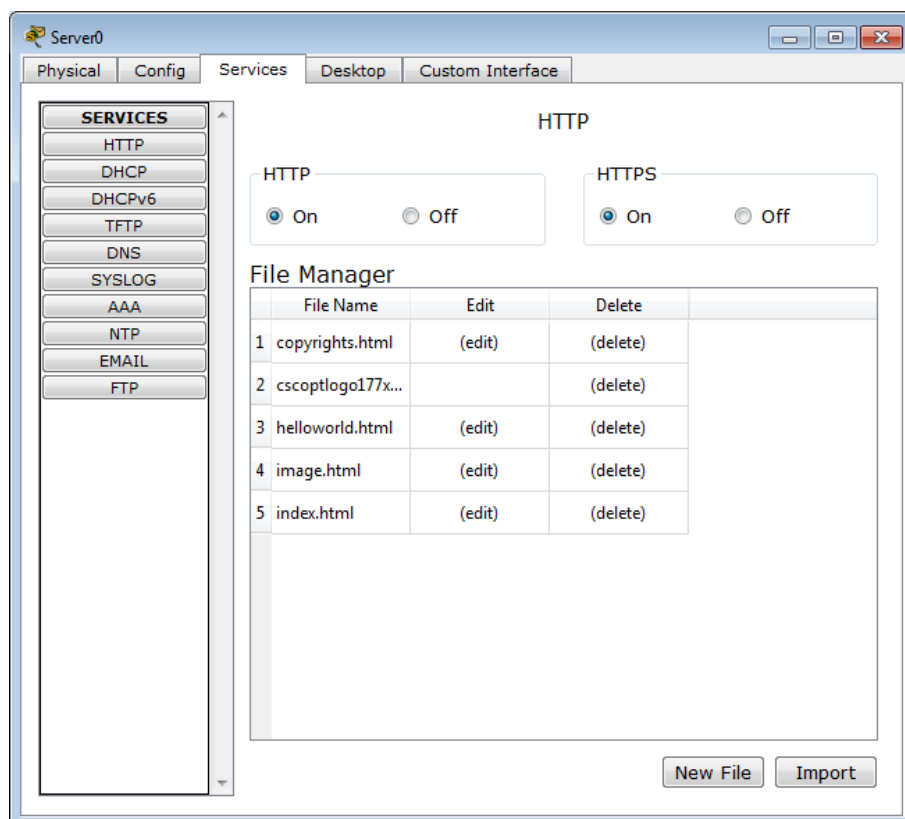 Server0
Physical Config Services Desktop Custom Interface
SERVICES
HTTP
DHCP
DHCPv6
TFTP
DNS
SYSLOG
AAA
NTP
EMAIL
FTP
HTTP
HTTP HTTPS
On Off On Off
File Manager
File Name Edit Delete
1 copyrights.html (edit) (delete)
2 cscoptlogo177x... (delete)
3 helloworld.html (edit) (delete)
4 image.html (edit) (delete)
5 index.html (edit) (delete)
New File Import